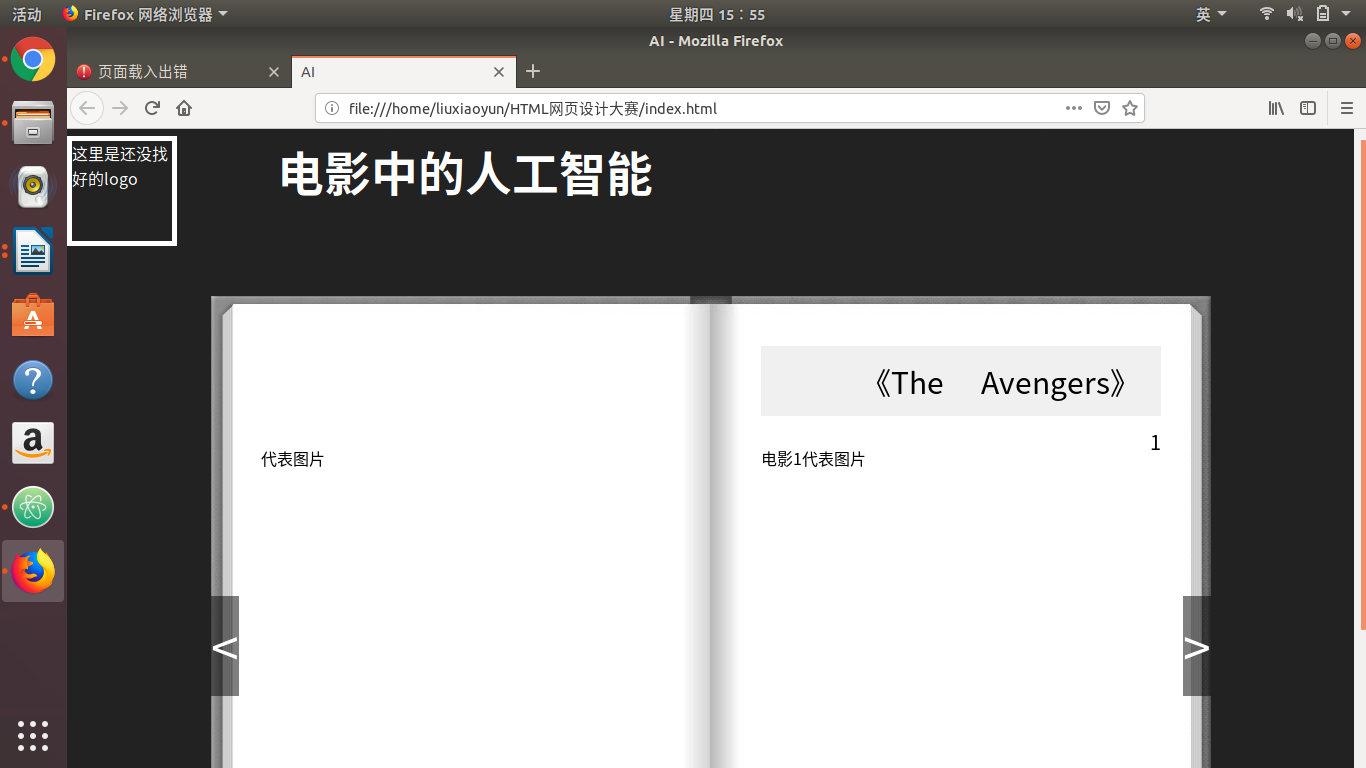 活动
Firefox 网络浏览器
星期四 15：55
英
AI - Mozilla Firefox
页面载入出错
AI
file:///home/liuxiaoyun/HTML网页设计大赛/index.html
这里是还没找
好的logo
电影中的人工智能
《The Avengers》
1
代表图片
电影1代表图片
<
>